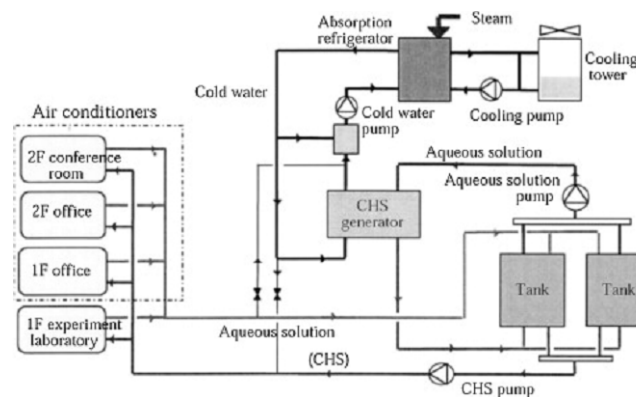 Absorption
refrigerator
Steam
Cooling
tower
Cold water
Cold water
pump
Cooling pump
Air conditioners
2F conference
room
2F office
1F office
1F experiment
laboratory
Aqueous solution
Aqueous solution
pump
CHS
generator
Tank
Tank
Aqueous solution
(CHS)
CHS pump